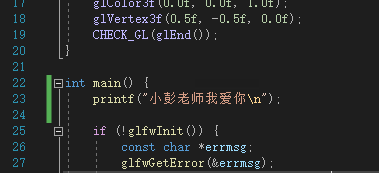 17 glColor3f(0.0f, 0.0f, 1.0f);
18 glVertex3f(0.5f, -0.5f, 0.0f);
19 CHECK_GL(glEnd());
20 }
21
22 int main() {
23 printf("小彭老师我爱你\n");
24
25 if (!glfwInit()) {
26 const char *errmsg;
27 glfwGetError(&errmsg);